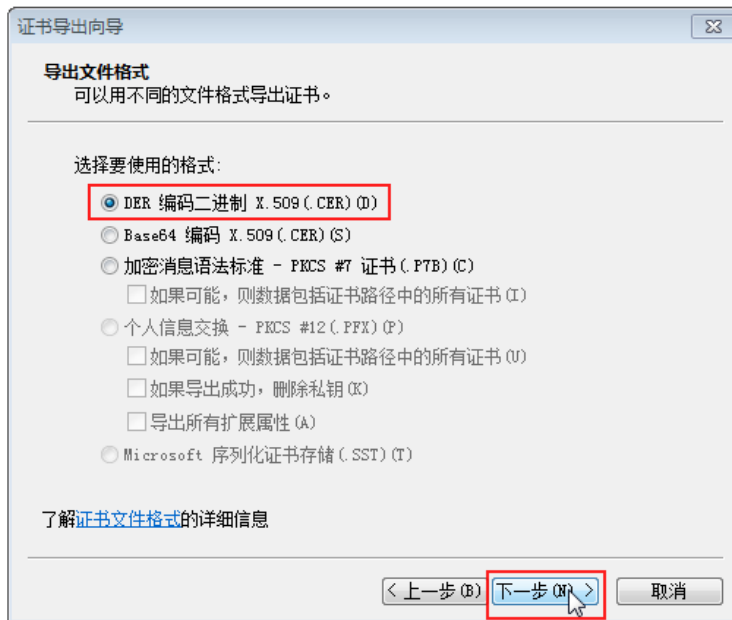 证书导出向导
导出文件格式
可以用不同的文件格式导出证书。
选择要使用的格式:
DER 编码二进制 X.509(.CER)(D)
Base64 编码 X.509(.CER)(S)
加密消息语法标准 - PKCS #7 证书(.P7B)(C)
如果可能，则数据包括证书路径中的所有证书(I)
个人信息交换 - PKCS #12(.PFX)(P)
如果可能，则数据包括证书路径中的所有证书(U)
如果导出成功，删除私钥(K)
导出所有扩展属性(A)
Microsoft 序列化证书存储(.SST)(T)
了解证书文件格式的详细信息
< 上一步(B) 下一步(N) > 取消